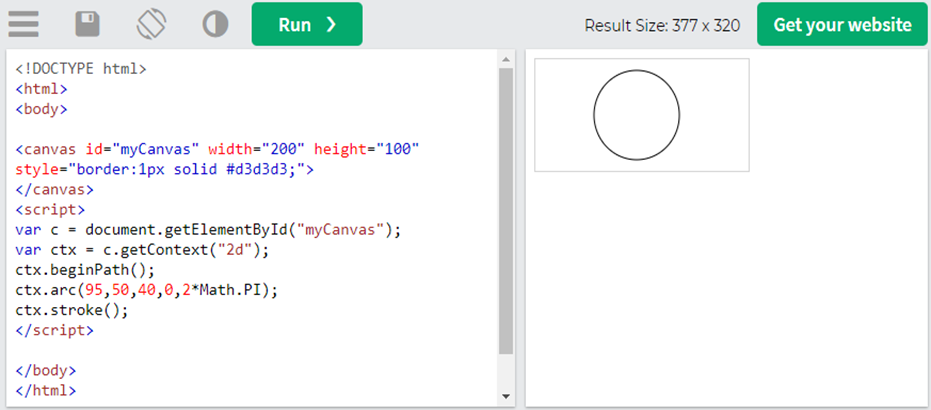 Run ❯
Result Size: 377 x 320
Get your website
<!DOCTYPE html>
<html>
<body>
<canvas id="myCanvas" width="200" height="100"
style="border:1px solid #d3d3d3;">
</canvas>
<script>
var c = document.getElementById("myCanvas");
var ctx = c.getContext("2d");
ctx.beginPath();
ctx.arc(95,50,40,0,2*Math.PI);
ctx.stroke();
</script>
</body>
</html>